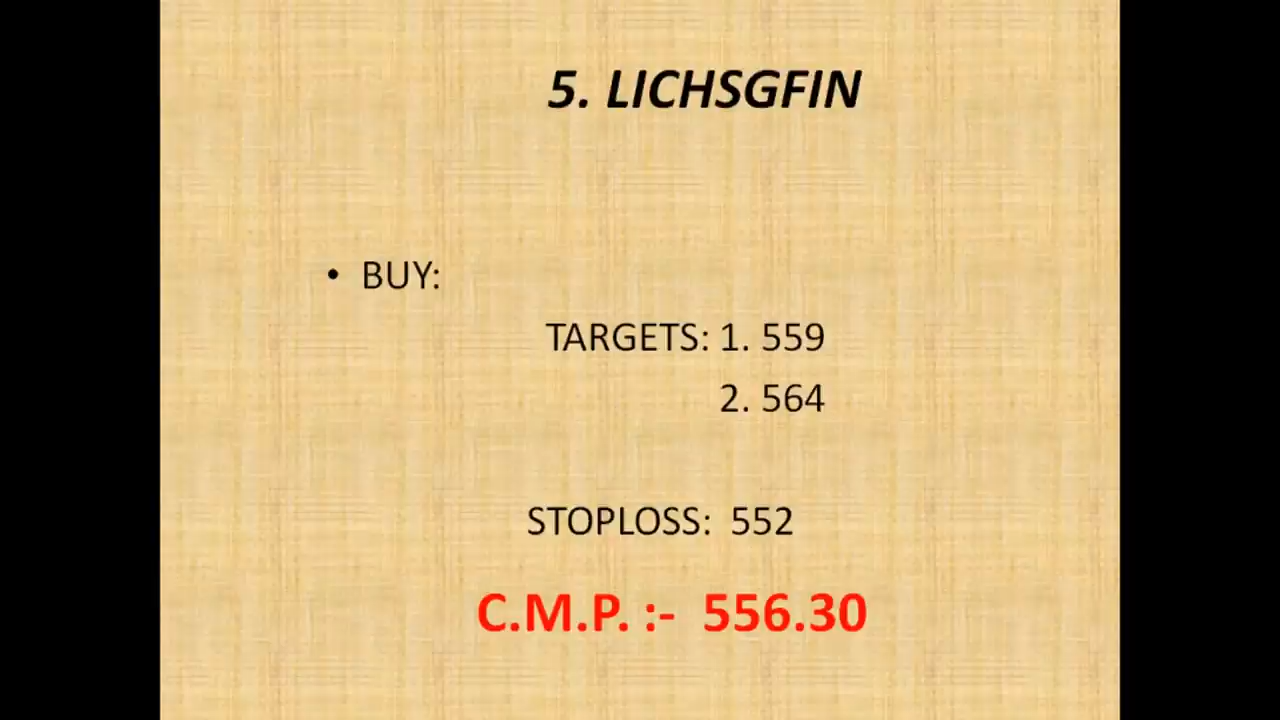 5. LICHSGFIN
• BUY:
TARGETS: 1. 559
2. 564
STOPLOSS: 552
C.M.P. :- 556.30